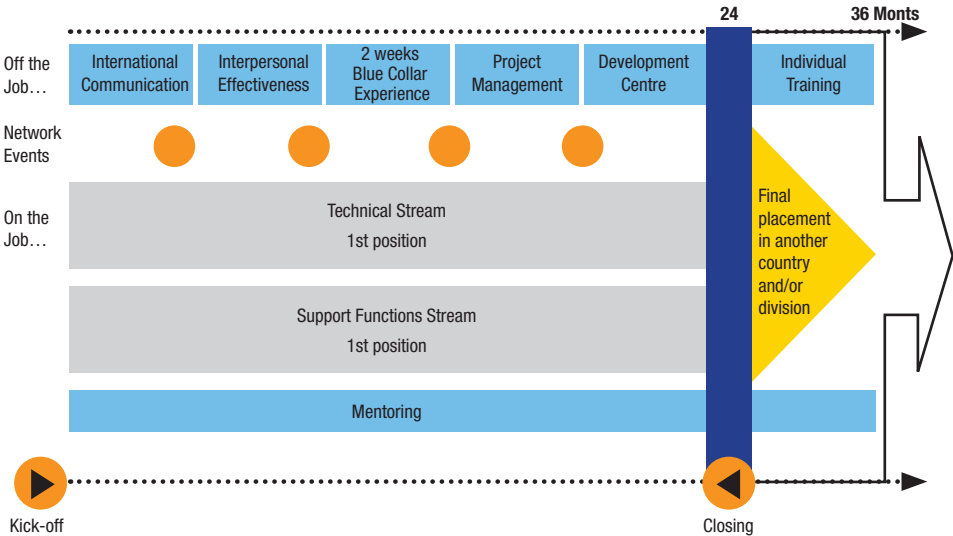 24
36 Monts
Off the
Job…
International
Communication
Interpersonal
Effectiveness
2 weeks
Blue Collar
Experience
Project
Management
Development
Centre
Individual
Training
Network
Events
On the
Job…
Technical Stream
1st position
Final
placement
in another
country
and/or
division
Support Functions Stream
1st position
Mentoring
Kick-off
Closing